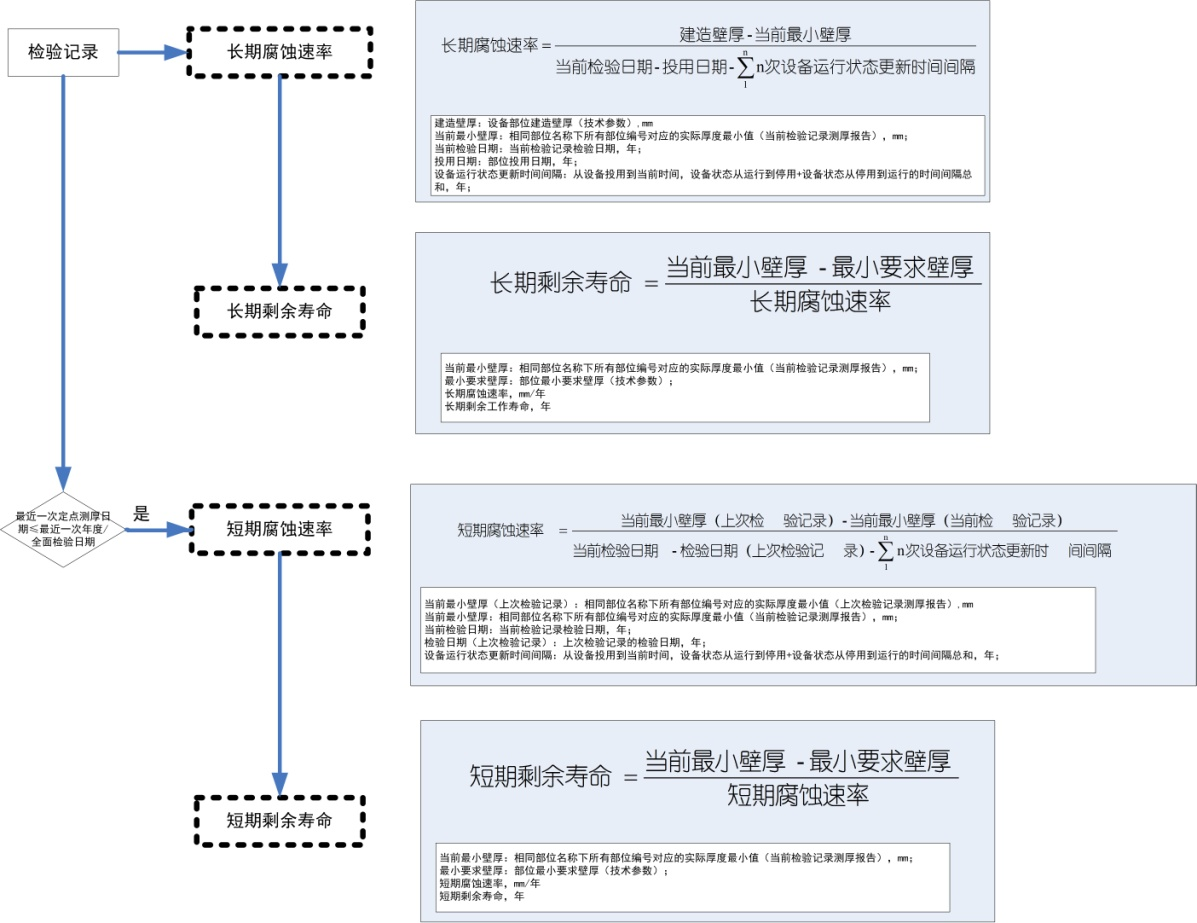 检验记录
长期腐蚀速率
长期腐蚀速率=
建造壁厚-当前最小壁厚
当前检验日期-投用日期-∑n次设备运行状态更新时间间隔
n
1
建造壁厚：设备部位建造壁厚（技术参数）.mm
当前最小壁厚：相同部位名称下所有部位编号对应的实际厚度最小值（当前检验记录测厚报告），mm；
当前检验日期：当前检验记录检验日期，年；
投用日期：部位投用日期，年；
设备运行状态更新时间间隔：从设备投用到当前时间，设备状态从运行到停用+设备状态从停用到运行的时间间隔总
和，年；
长期剩余寿命
长期剩余寿命 =
当前最小壁厚 -最小要求壁厚
长期腐蚀速率
当前最小壁厚：相同部位名称下所有部位编号对应的实际厚度最小值（当前检验记录测厚报告），mm；
最小要求壁厚：部位最小要求壁厚（技术参数）；
长期腐蚀速率，mm/年
长期剩余工作寿命，年
最近一次定点测厚日
期≤最近一次年度/
全面检验日期
是
短期腐蚀速率
短期腐蚀速率 =
当前最小壁厚（上次检 验记录）-当前最小壁厚（当前检 验记录）
当前检验日期 -检验日期（上次检验记 录）-∑n次设备运行状态更新时 间间隔
n
1
当前最小壁厚（上次检验记录）：相同部位名称下所有部位编号对应的实际厚度最小值（上次检验记录测厚报告）.mm
当前最小壁厚：相同部位名称下所有部位编号对应的实际厚度最小值（当前检验记录测厚报告），mm；
当前检验日期：当前检验记录检验日期，年；
检验日期（上次检验记录）：上次检验记录的检验日期，年；
设备运行状态更新时间间隔：从设备投用到当前时间，设备状态从运行到停用+设备状态从停用到运行的时间间隔总和，年；
短期剩余寿命
短期剩余寿命 =
当前最小壁厚 -最小要求壁厚
短期腐蚀速率
当前最小壁厚：相同部位名称下所有部位编号对应的实际厚度最小值（当前检验记录测厚报告），mm；
最小要求壁厚：部位最小要求壁厚（技术参数）；
短期腐蚀速率，mm/年
短期剩余寿命，年